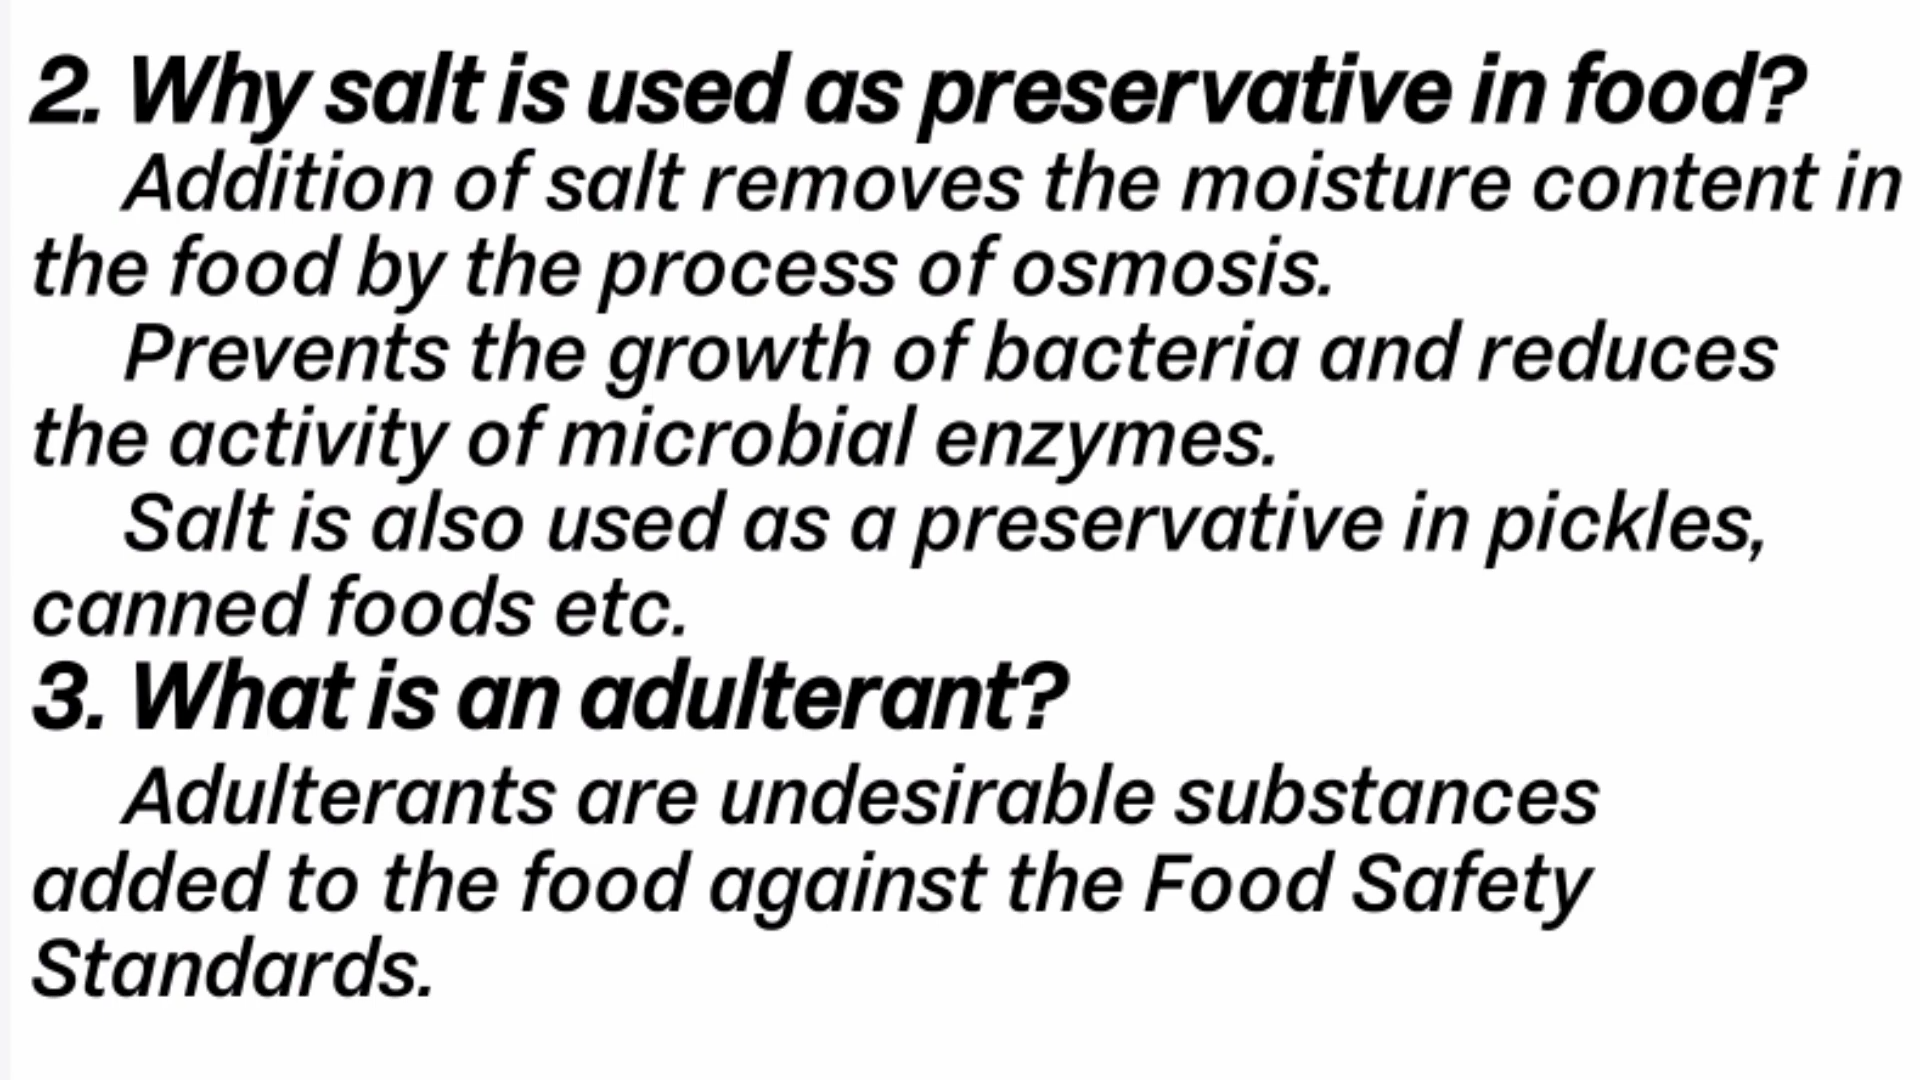 2. Why salt is used as preservative in food?
Addition of salt removes the moisture content in
the food by the process of osmosis.
Prevents the growth of bacteria and reduces
the activity of microbial enzymes.
Salt is also used as a preservative in pickles,
canned foods etc.
3. What is an adulterant?
Adulterants are undesirable substances
added to the food against the Food Safety
Standards.